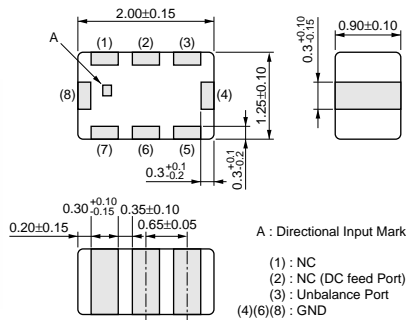 2.00±0.15
0.90±0.10
A
(1) (2) (3)
(8) (4)
(7) (6) (5)
1.25±0.10
0.3+0.10-0.15
0.3+0.1-0.2
0.3+0.1-0.2
0.30+0.10-0.15 0.35±0.10
0.20±0.15 0.65±0.05
A : Directional Input Mark
(1) : NC
(2) : NC (DC feed Port)
(3) : Unbalance Port
(4)(6)(8) : GND